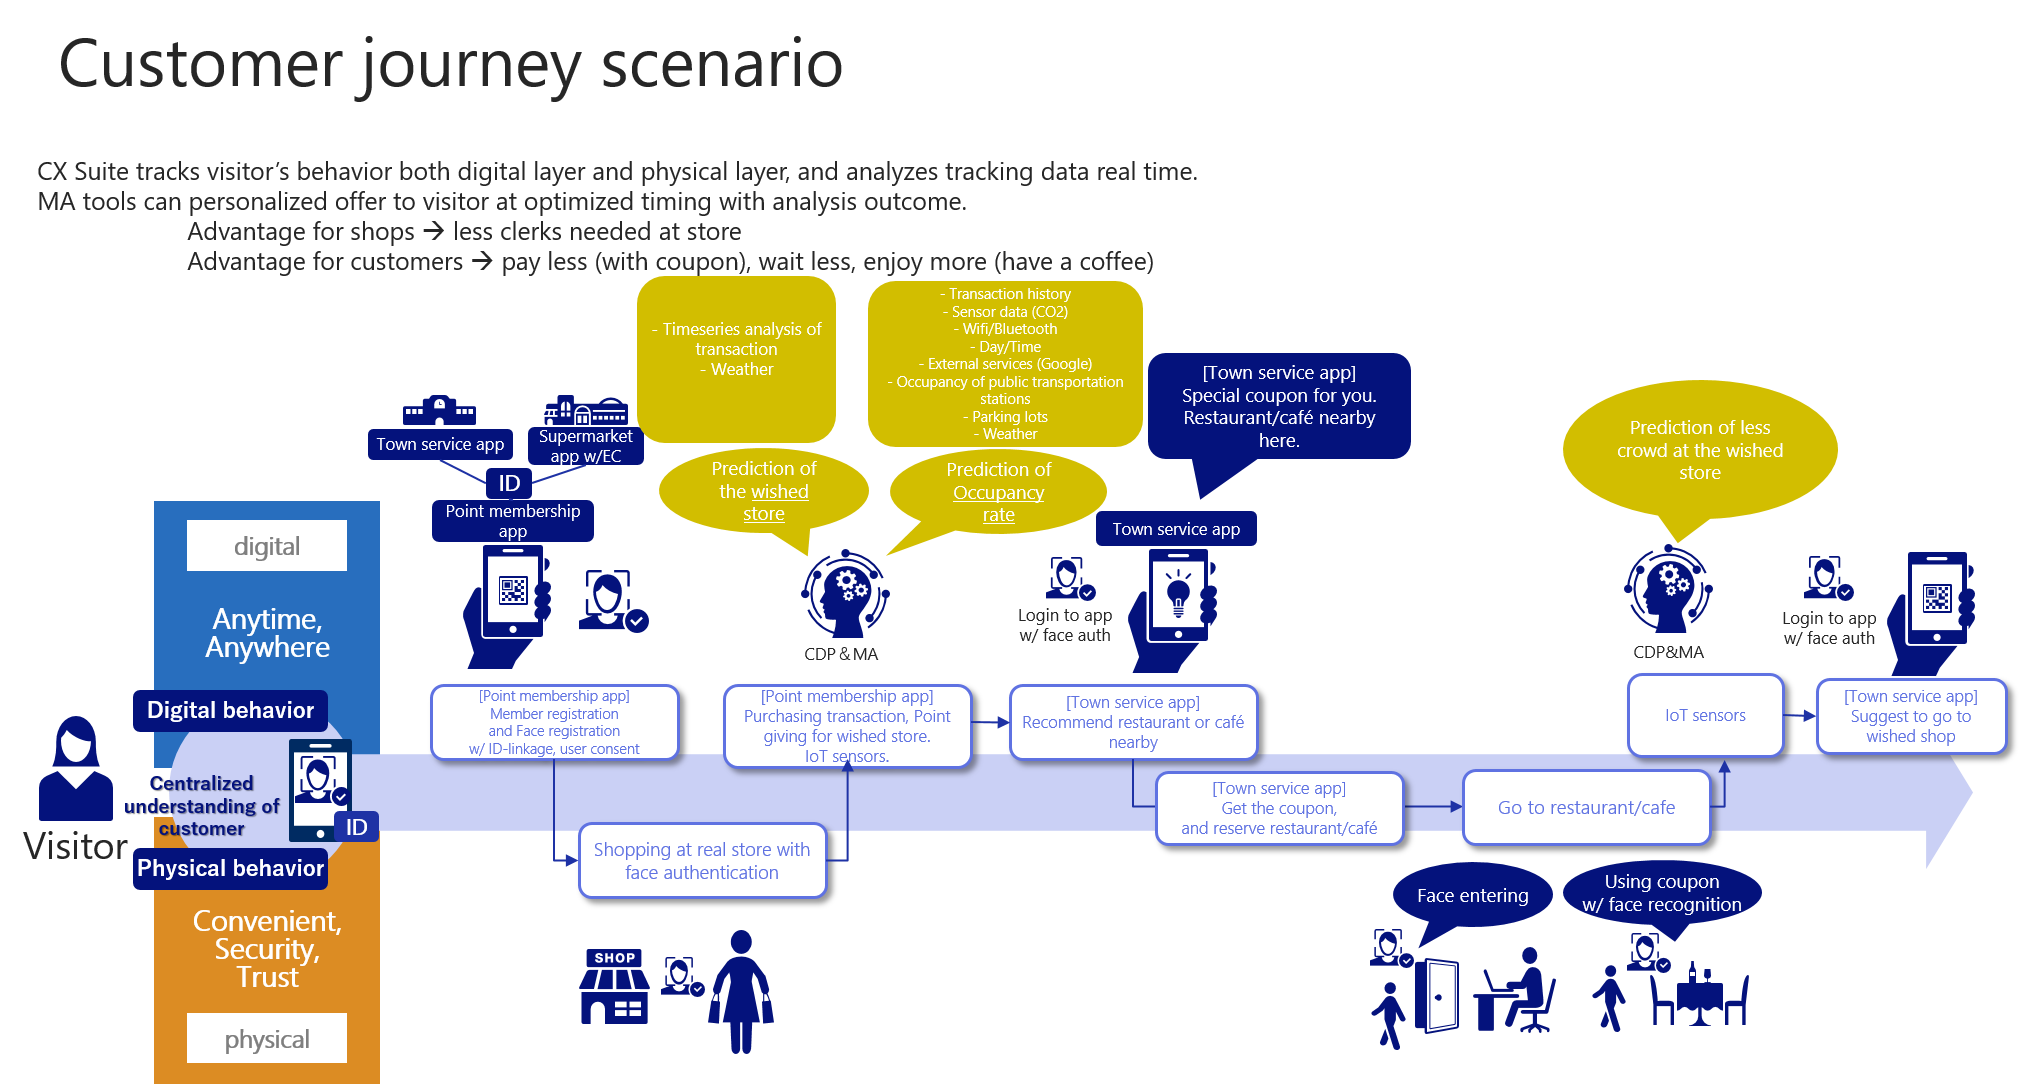 Customer journey scenario
CX Suite tracks visitor’s behavior both digital layer and physical layer, and analyzes tracking data real time.
MA tools can personalized offer to visitor at optimized timing with analysis outcome.
Advantage for shops → less clerks needed at store
Advantage for customers → pay less (with coupon), wait less, enjoy more (have a coffee)
- Timeseries analysis of
transaction
- Weather
- Transaction history
- Sensor data (CO2)
- Wifi/Bluetooth
- Day/Time
- External services (Google)
- Occupancy of public transportation
stations
- Parking lots
- Weather
[Town service app]
Special coupon for you.
Restaurant/café nearby
here.
Prediction of less
crowd at the wished
store
Town service app
Supermarket
app w/EC
ID
Point membership
app
Prediction of
the wished
store
Prediction of
Occupancy
rate
Town service app
digital
Anytime,
Anywhere
CDP & MA
Login to app
w/ face auth
CDP&MA
Login to app
w/ face auth
Digital behavior
Centralized
understanding of
customer
ID
Visitor
Physical behavior
Convenient,
Security,
Trust
physical
[Point membership app]
Member registration
and Face registration
w/ ID-linkage, user consent
Shopping at real store with
face authentication
[Point membership app]
Purchasing transaction, Point
giving for wished store.
IoT sensors.
[Town service app]
Recommend restaurant or café
nearby
[Town service app]
Get the coupon,
and reserve restaurant/café
Go to restaurant/cafe
IoT sensors
[Town service app]
Suggest to go to
wished shop
SHOP
Face entering
Using coupon
w/ face recognition